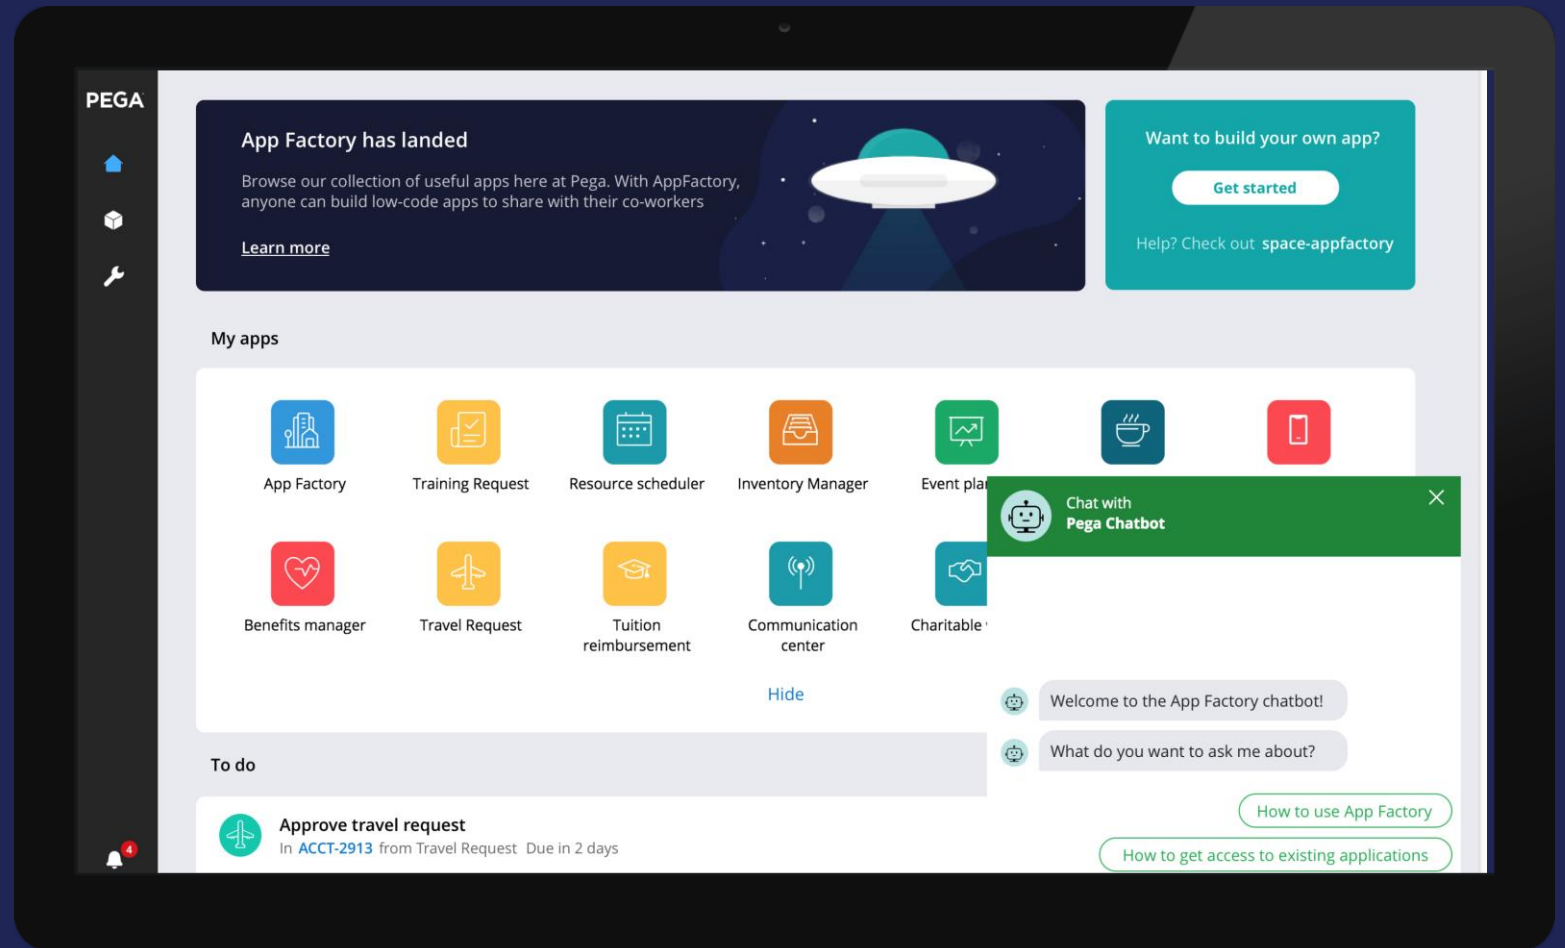 PEGA
App Factory has landed
Browse our collection of useful apps here at Pega. With AppFactory,
anyone can build low-code apps to share with their co-workers
Learn more
Want to build your own app?
Get started
Help? Check out space-appfactory
My apps
App Factory
Training Request
Resource scheduler
Inventory Manager
Event
Benefits manager
Travel Request
Tuition
reimbursement
Communication
center
Charitable
Hide
Chat with
Pega Chatbot
Welcome to the App Factory chatbot!
What do you want to ask me about?
How to use App Factory
How to get access to existing applications
To do
Approve travel request
In ACCT-2913 from Travel Request Due in 2 days
4